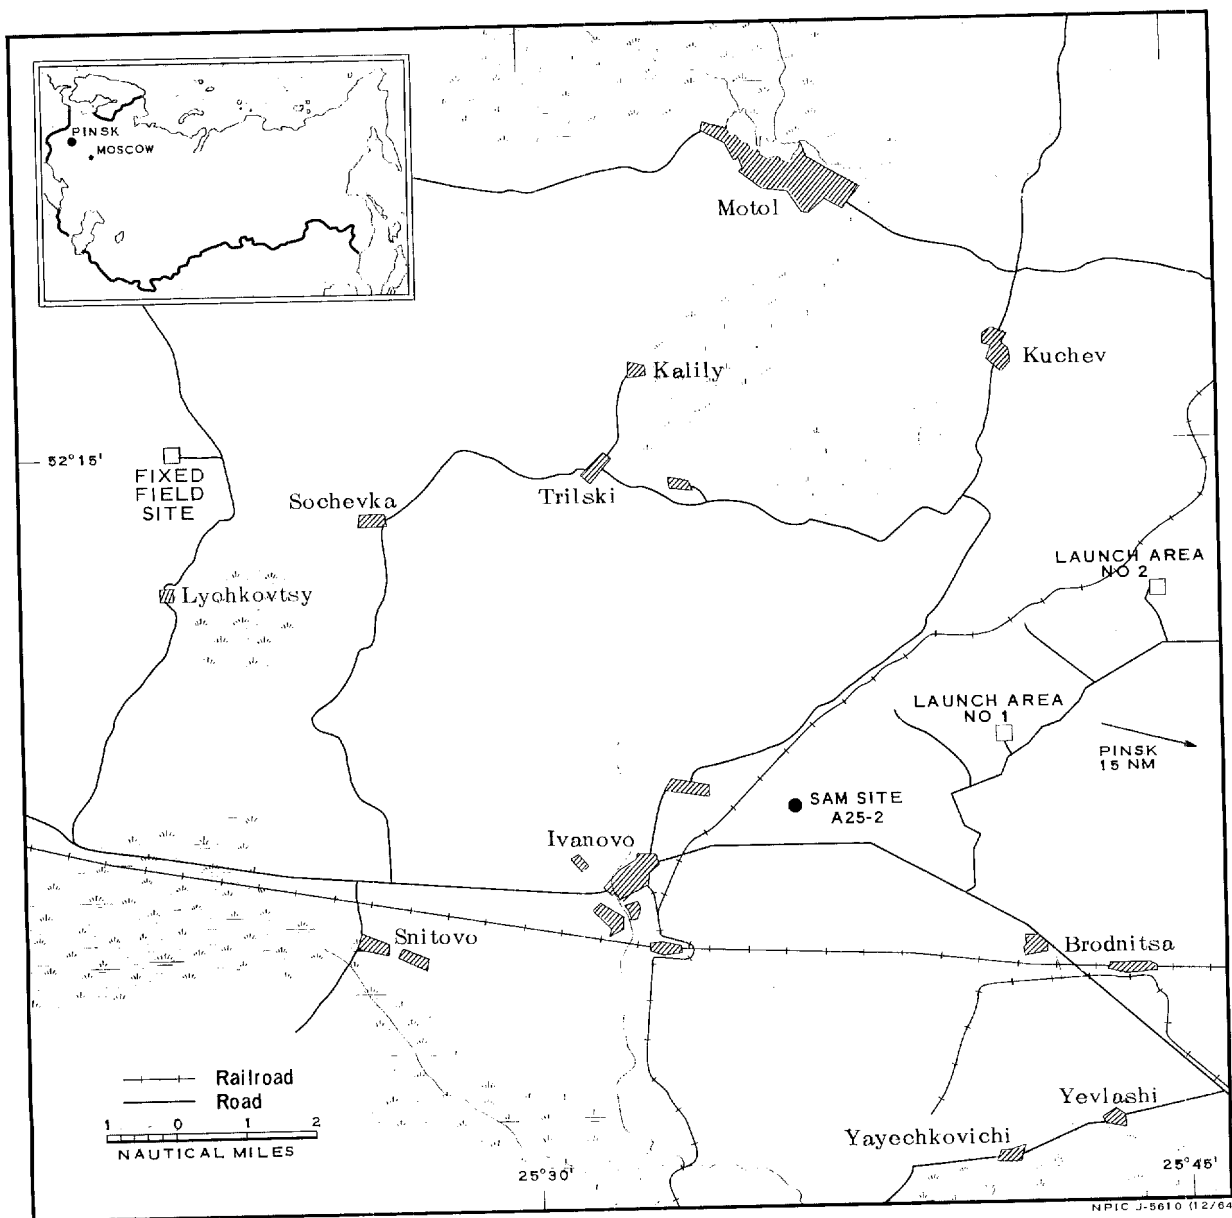 PINSK
MOSCOW
Motol
Kuchev
Kalily
52°15'
FIXED
FIELD
SITE
Sochevka
Trilski
LAUNCH AREA
NO 2
Lyohkovtsy
LAUNCH AREA
NO 1
PINSK
15 NM
SAM SITE
A25-2
Ivanovo
Snitovo
Brodnitsa
Railroad
Road
1 0 1 2
NAUTICAL MILES
Yevlashi
Yayechkovichi
25°30'
25°45'
NPIC J-5610 (12/64